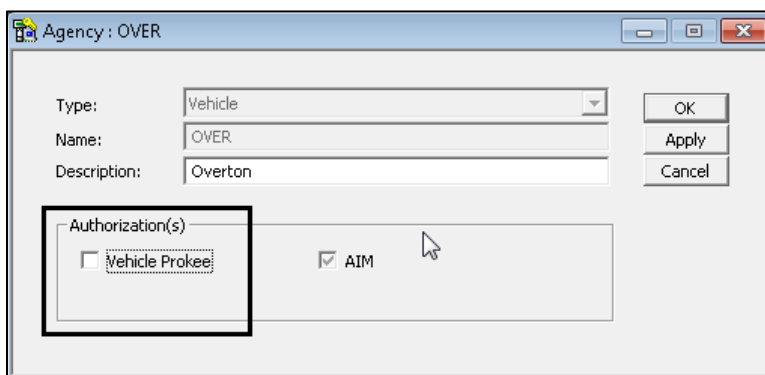 Agency : OVER
Type: Vehicle
OK
Name: OVER
Apply
Description: Overton
Cancel
Authorization(s)
Vehicle Prokee
AIM